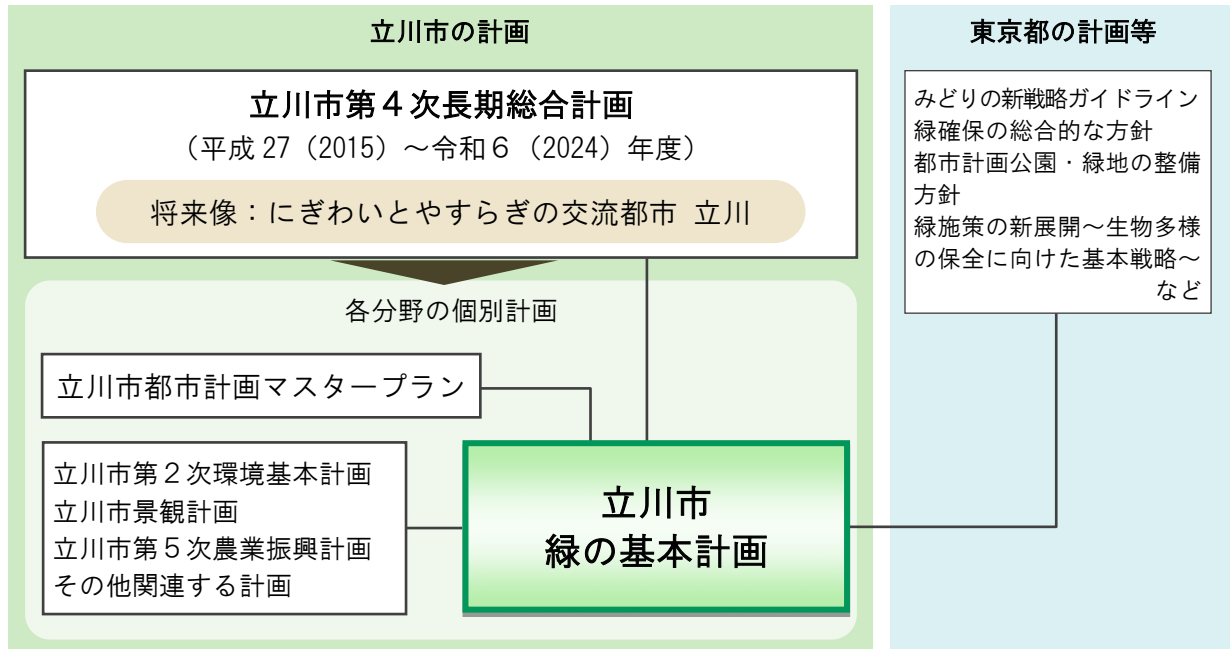 立川市の計画
立川市第４次長期総合計画
（平成 27（2015）～令和６（2024）年度）
将来像：にぎわいとやすらぎの交流都市 立川
各分野の個別計画
立川市都市計画マスタープラン
立川市第２次環境基本計画
立川市景観計画
立川市第５次農業振興計画
その他関連する計画
立川市
緑の基本計画
東京都の計画等
みどりの新戦略ガイドライン
緑確保の総合的な方針
都市計画公園・緑地の整備
方針
緑施策の新展開～生物多様
の保全に向けた基本戦略～
など